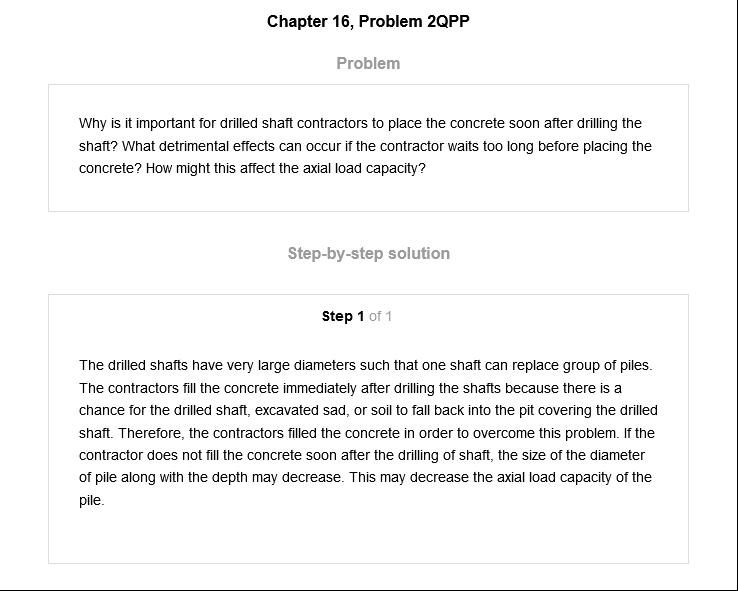 Chapter 16, Problem 2QPP
Problem
Why is it important for drilled shaft contractors to place the concrete soon after drilling the
shaft? What detrimental effects can occur if the contractor waits too long before placing the
concrete? How might this affect the axial load capacity?
Step-by-step solution
Step 1 of 1
The drilled shafts have very large diameters such that one shaft can replace group of piles.
The contractors fill the concrete immediately after drilling the shafts because there is a
chance for the drilled shaft, excavated sad, or soil to fall back into the pit covering the drilled
shaft. Therefore, the contractors filled the concrete in order to overcome this problem. If the
contractor does not fill the concrete soon after the drilling of shaft, the size of the diameter
of pile along with the depth may decrease. This may decrease the axial load capacity of the
pile.